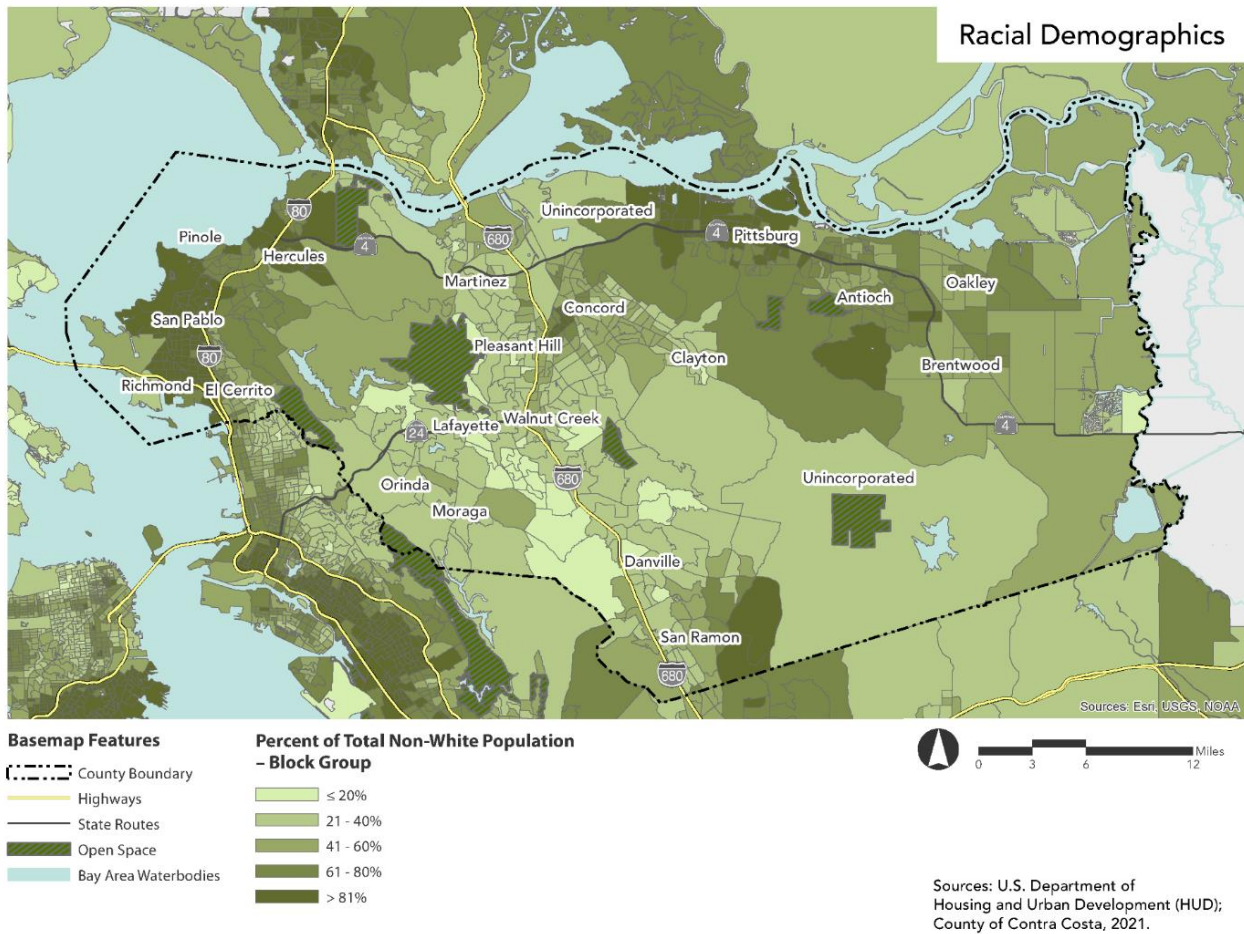 Racial Demographics
80
680
Unincorporated
4
Pittsburg
Pinole
Hercules
4
Martinez
Oakley
Antioch
Concord
San Pablo
80
Pleasant Hill
Clayton
Brentwood
Richmond
El Cerrito
Walnut Creek
Lafayette
24
4
680
Unincorporated
Orinda
Moraga
Danville
San Ramon
680
Sources: Esri, USGS, NOAA
Basemap Features
County Boundary
Highways
State Routes
Open Space
Bay Area Waterbodies
Percent of Total Non-White Population
– Block Group
≤ 20%
21 - 40%
41 - 60%
61 - 80%
> 81%
Miles
0 3 6 12
Sources: U.S. Department of
Housing and Urban Development (HUD);
County of Contra Costa, 2021.